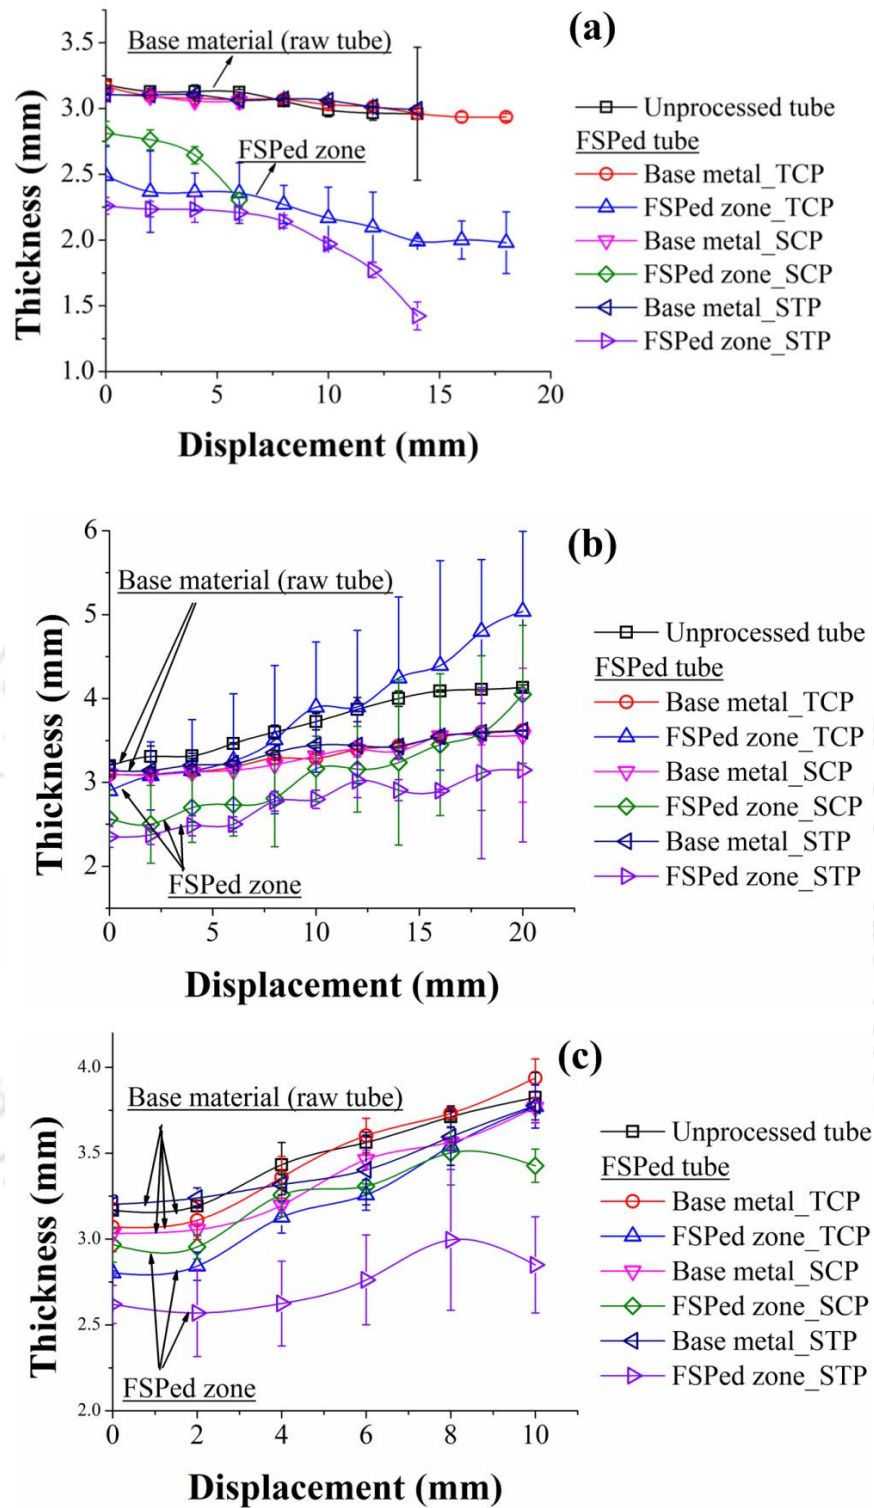 (a)
3.5
3.0
2.5
2.0
1.5
1.0
Thickness (mm)
Base material (raw tube)
FSPed zone
0 5 10 15 20
Displacement (mm)
Unprocessed tube
FSPed tube
Base metal_TCP
FSPed zone_TCP
Base metal_SCP
FSPed zone_SCP
Base metal_STP
FSPed zone_STP
(b)
6
5
4
3
2
Thickness (mm)
Base material (raw tube)
FSPed zone
0 5 10 15 20
Displacement (mm)
Unprocessed tube
FSPed tube
Base metal_TCP
FSPed zone_TCP
Base metal_SCP
FSPed zone_SCP
Base metal_STP
FSPed zone_STP
(c)
4.0
3.5
3.0
2.5
2.0
Thickness (mm)
Base material (raw tube)
FSPed zone
0 2 4 6 8 10
Displacement (mm)
Unprocessed tube
FSPed tube
Base metal_TCP
FSPed zone_TCP
Base metal_SCP
FSPed zone_SCP
Base metal_STP
FSPed zone_STP